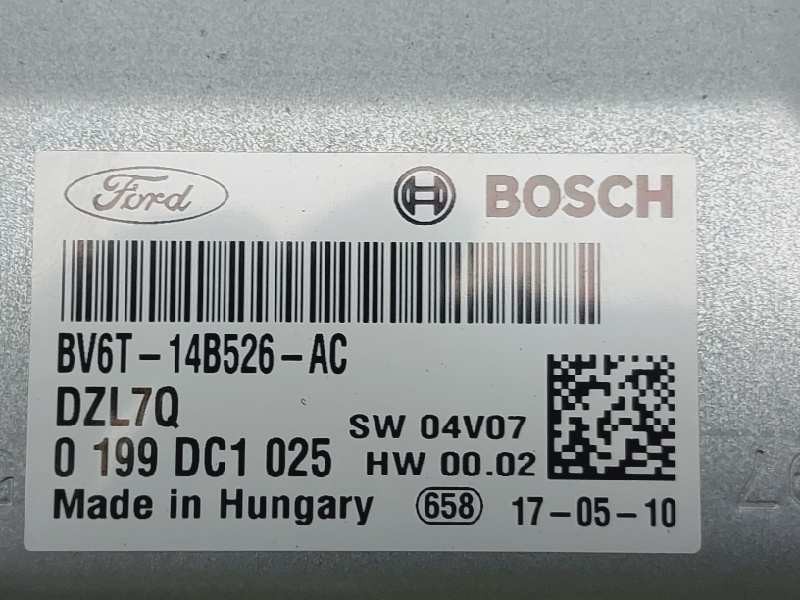 Ford BOSCH
BV6T-14B526-AC
DZL7Q
SW 04V07
0 199 DC1 025
HW 00.02
Made in Hungary 658 17-05-10